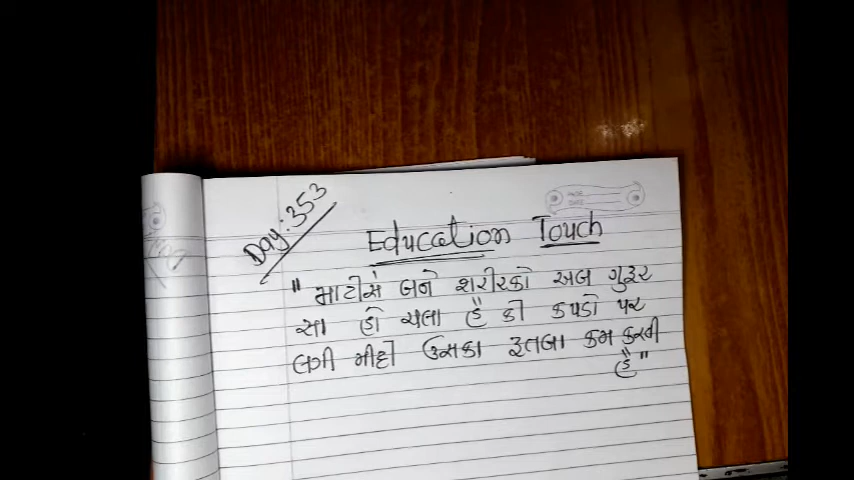 Day:353
Education Touch
"માટીસે બને શરીરકો અબ ગુરૂર
સા હો ચલા હૈ કી કપડો પર
લગી મીટ્ટી ઉસકા રૂતબા કમ કરતી
હૈ"